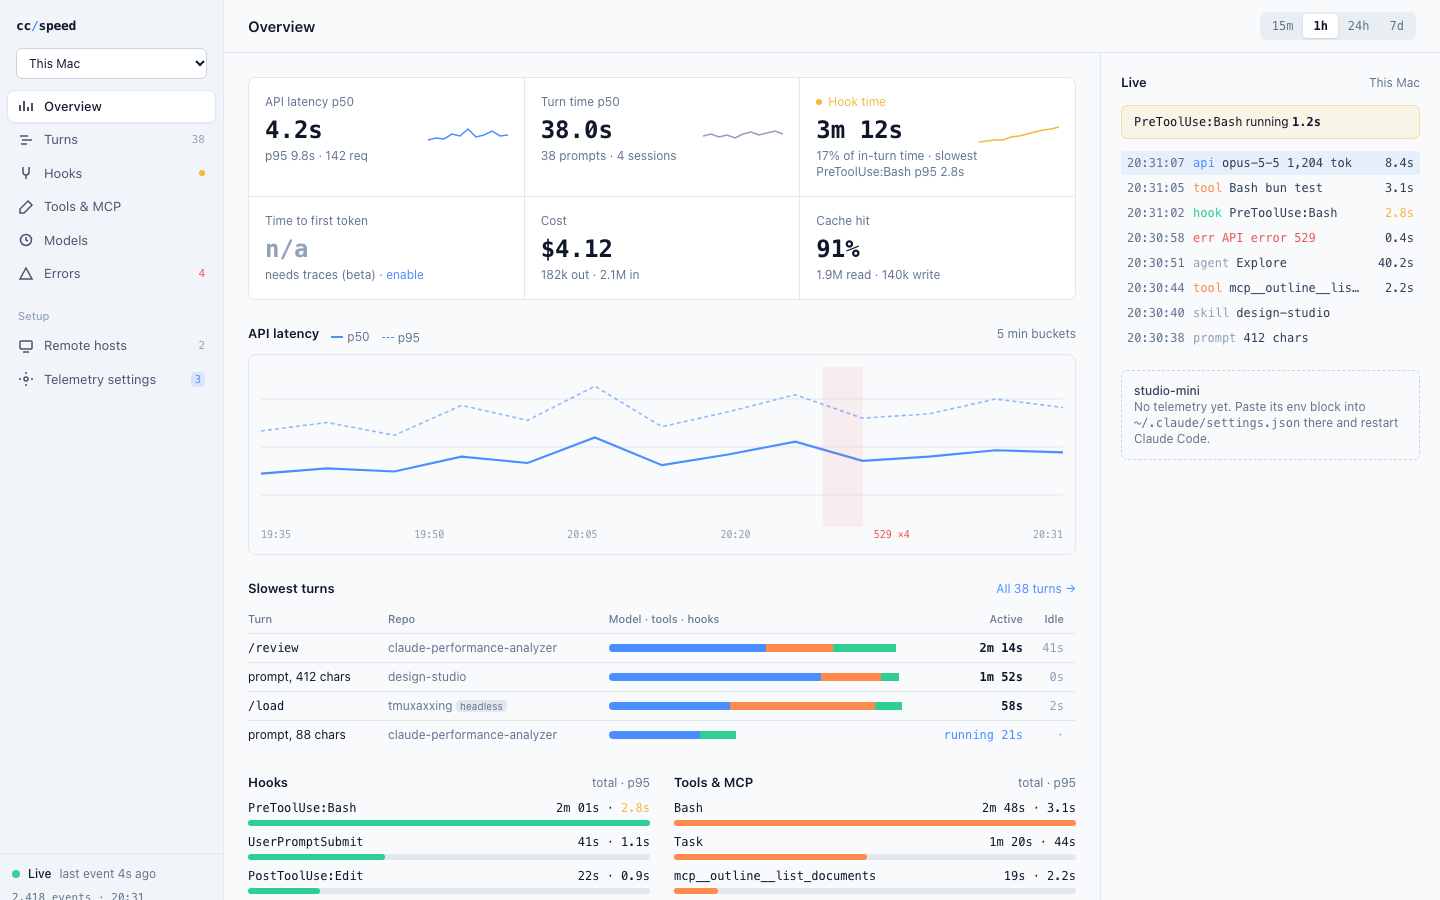 cc/speed
This Mac
Overview
Turns 38
Hooks
Tools & MCP
Models
Errors 4
Setup
Remote hosts 2
Telemetry settings 3
Live last event 4s ago
2,418 events · 20:31
Overview
15m 1h 24h 7d
API latency p50
4.2s
p95 9.8s · 142 req
Turn time p50
38.0s
38 prompts · 4 sessions
Hook time
3m 12s
17% of in-turn time · slowest
PreToolUse:Bash p95 2.8s
Time to first token
n/a
needs traces (beta) · enable
Cost
$4.12
182k out · 2.1M in
Cache hit
91%
1.9M read · 140k write
API latency p50 p95 5 min buckets
19:35 19:50 20:05 20:20 529 ×4 20:31
Slowest turns All 38 turns →
Turn Repo Model · tools · hooks Active Idle
/review claude-performance-analyzer 2m 14s 41s
prompt, 412 chars design-studio 1m 52s 0s
/load tmuxaxxing headless 58s 2s
prompt, 88 chars claude-performance-analyzer running 21s ·
Hooks total · p95
PreToolUse:Bash 2m 01s · 2.8s
UserPromptSubmit 41s · 1.1s
PostToolUse:Edit 22s · 0.9s
Tools & MCP total · p95
Bash 2m 48s · 3.1s
Task 1m 20s · 44s
mcp__outline__list_documents 19s · 2.2s
Live This Mac
PreToolUse:Bash running 1.2s
20:31:07 api opus-5-5 1,204 tok 8.4s
20:31:05 tool Bash bun test 3.1s
20:31:02 hook PreToolUse:Bash 2.8s
20:30:58 err API error 529 0.4s
20:30:51 agent Explore 40.2s
20:30:44 tool mcp__outline__lis… 2.2s
20:30:40 skill design-studio
20:30:38 prompt 412 chars
studio-mini
No telemetry yet. Paste its env block into
~/.claude/settings.json there and restart
Claude Code.